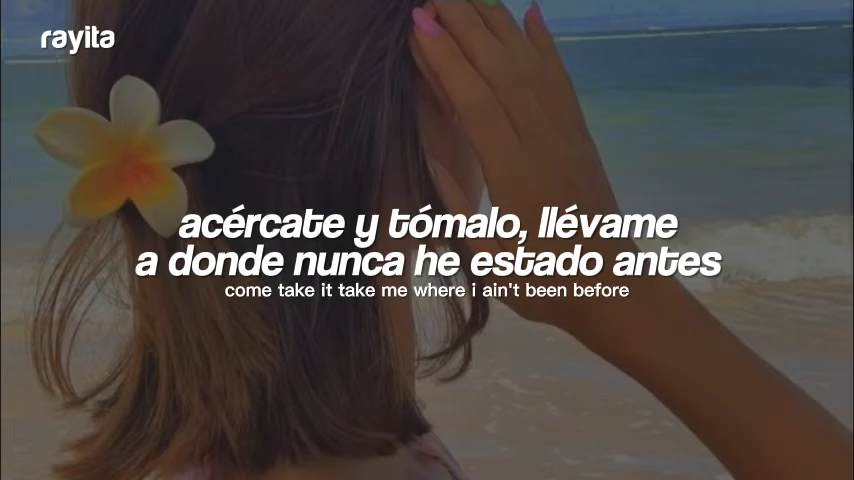 rayita
acércate y tómalo, llévame
a donde nunca he estado antes
come take it take me where i ain't been before